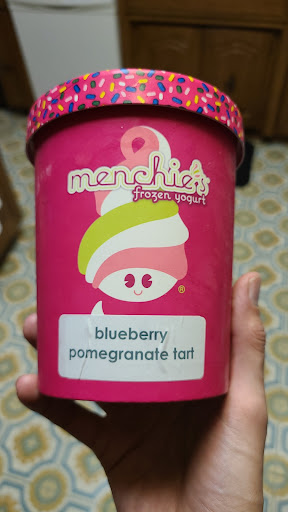 menchie's
frozen yogurt
®
blueberry
pomegranate tart